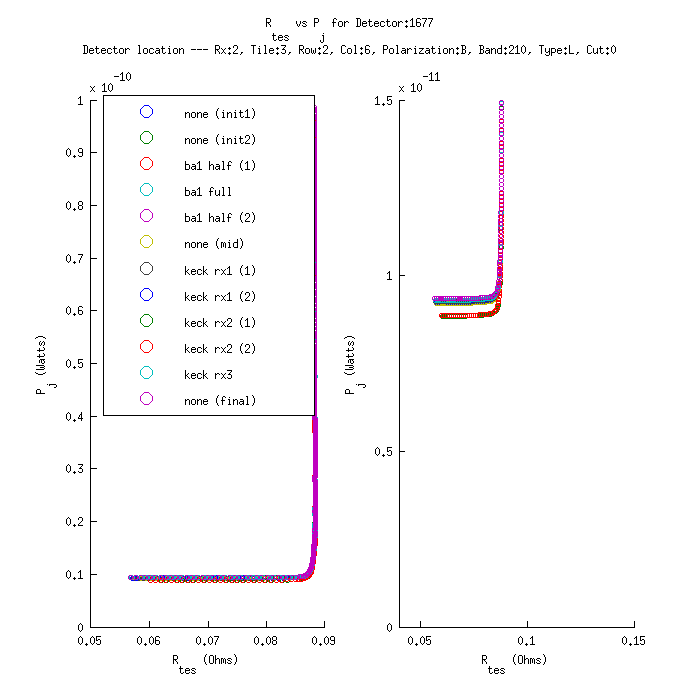 R_tes vs P_j for Detector:1677
Detector location --- Rx:2, Tile:3, Row:2, Col:6, Polarization:B, Band:210, Type:L, Cut:0
x 10^-10
1
0.9
0.8
0.7
0.6
0.5
0.4
0.3
0.2
0.1
0
P_j (Watts)
0.05 0.06 0.07 0.08 0.09
R_tes (Ohms)
none (init1)
none (init2)
ba1 half (1)
ba1 full
ba1 half (2)
none (mid)
keck rx1 (1)
keck rx1 (2)
keck rx2 (1)
keck rx2 (2)
keck rx3
none (final)
x 10^-11
1.5
1
0.5
0
P_j (Watts)
0.05 0.1 0.15
R_tes (Ohms)